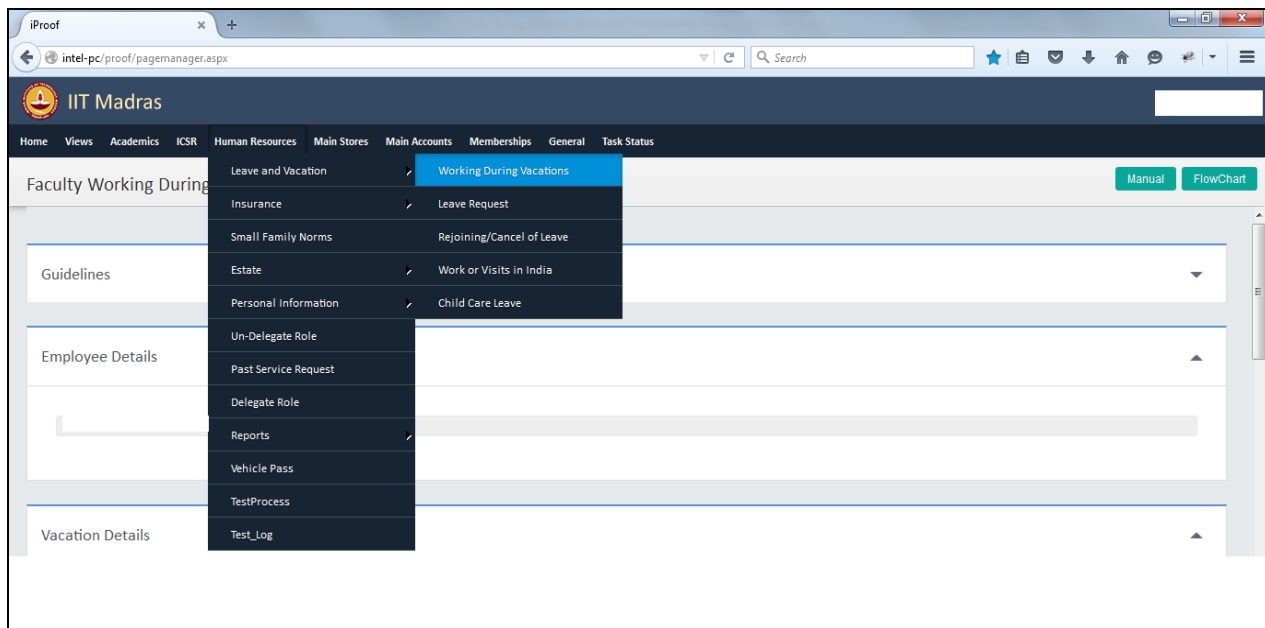 iProof
intel-pc/proof/pagemanager.aspx
Search
IIT Madras
Home Views Academics ICSR Human Resources Main Stores Main Accounts Memberships General Task Status
Faculty Working During
Manual FlowChart
Leave and Vacation
Insurance
Small Family Norms
Estate
Personal Information
Un-Delegate Role
Past Service Request
Delegate Role
Reports
Vehicle Pass
TestProcess
Test_Log
Working During Vacations
Leave Request
Rejoining/Cancel of Leave
Work or Visits in India
Child Care Leave
Guidelines
Employee Details
Vacation Details